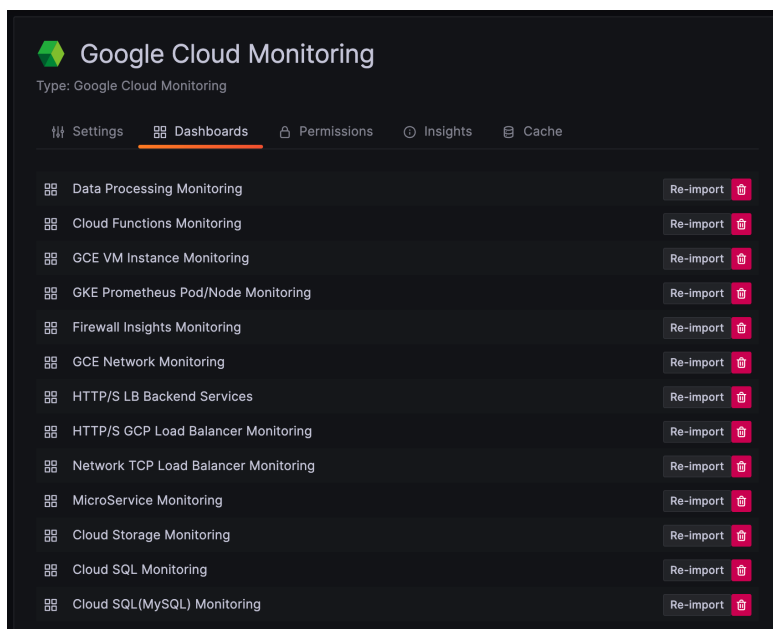 Google Cloud Monitoring
Type: Google Cloud Monitoring
Settings Dashboards Permissions Insights Cache
Data Processing Monitoring Re-import
Cloud Functions Monitoring Re-import
GCE VM Instance Monitoring Re-import
GKE Prometheus Pod/Node Monitoring Re-import
Firewall Insights Monitoring Re-import
GCE Network Monitoring Re-import
HTTP/S LB Backend Services Re-import
HTTP/S GCP Load Balancer Monitoring Re-import
Network TCP Load Balancer Monitoring Re-import
MicroService Monitoring Re-import
Cloud Storage Monitoring Re-import
Cloud SQL Monitoring Re-import
Cloud SQL(MySQL) Monitoring Re-import